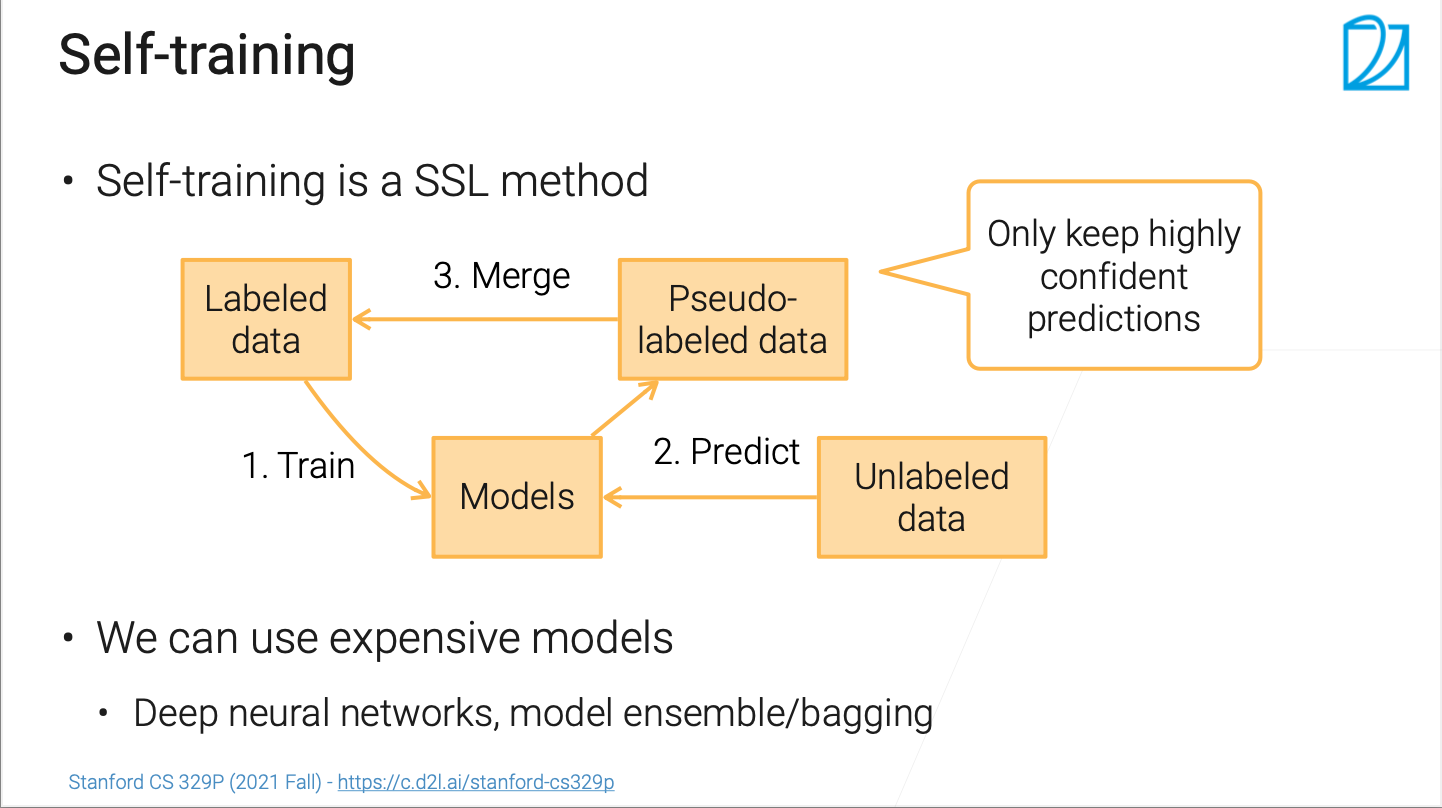 Self-training
• Self-training is a SSL method
Only keep highly
confident
predictions
3. Merge
Labeled
data
Pseudo-
labeled data
1. Train
2. Predict
Models
Unlabeled
data
• We can use expensive models
• Deep neural networks, model ensemble/bagging
Stanford CS 329P (2021 Fall) - https://c.d2l.ai/stanford-cs329p